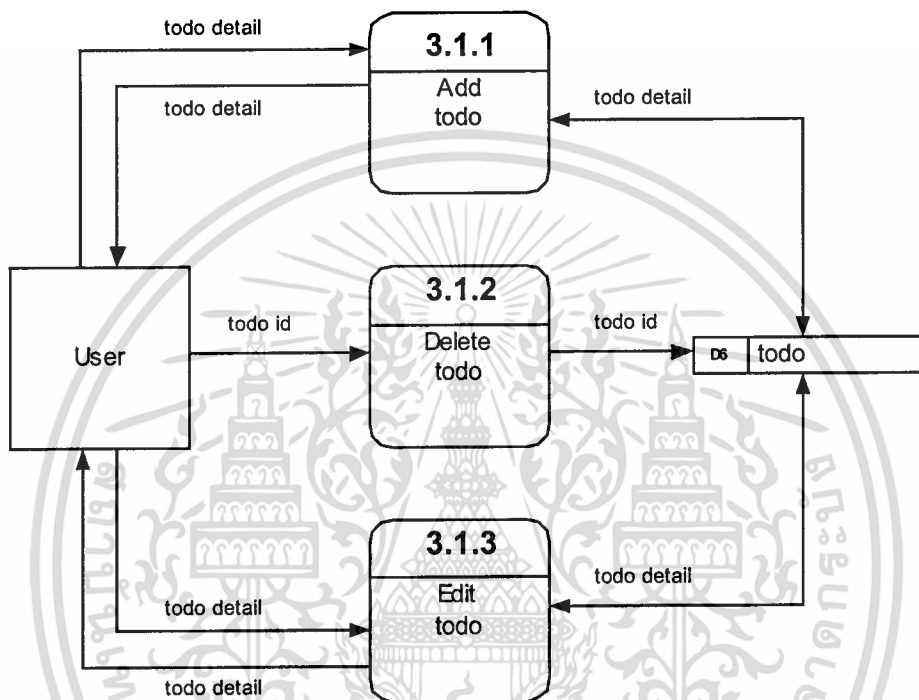 todo detail
3.1.1
Add
todo
todo detail
todo detail
3.1.2
Delete
todo
User
todo id
todo id
D6
todo
3.1.3
Edit
todo
todo detail
todo detail
todo detail